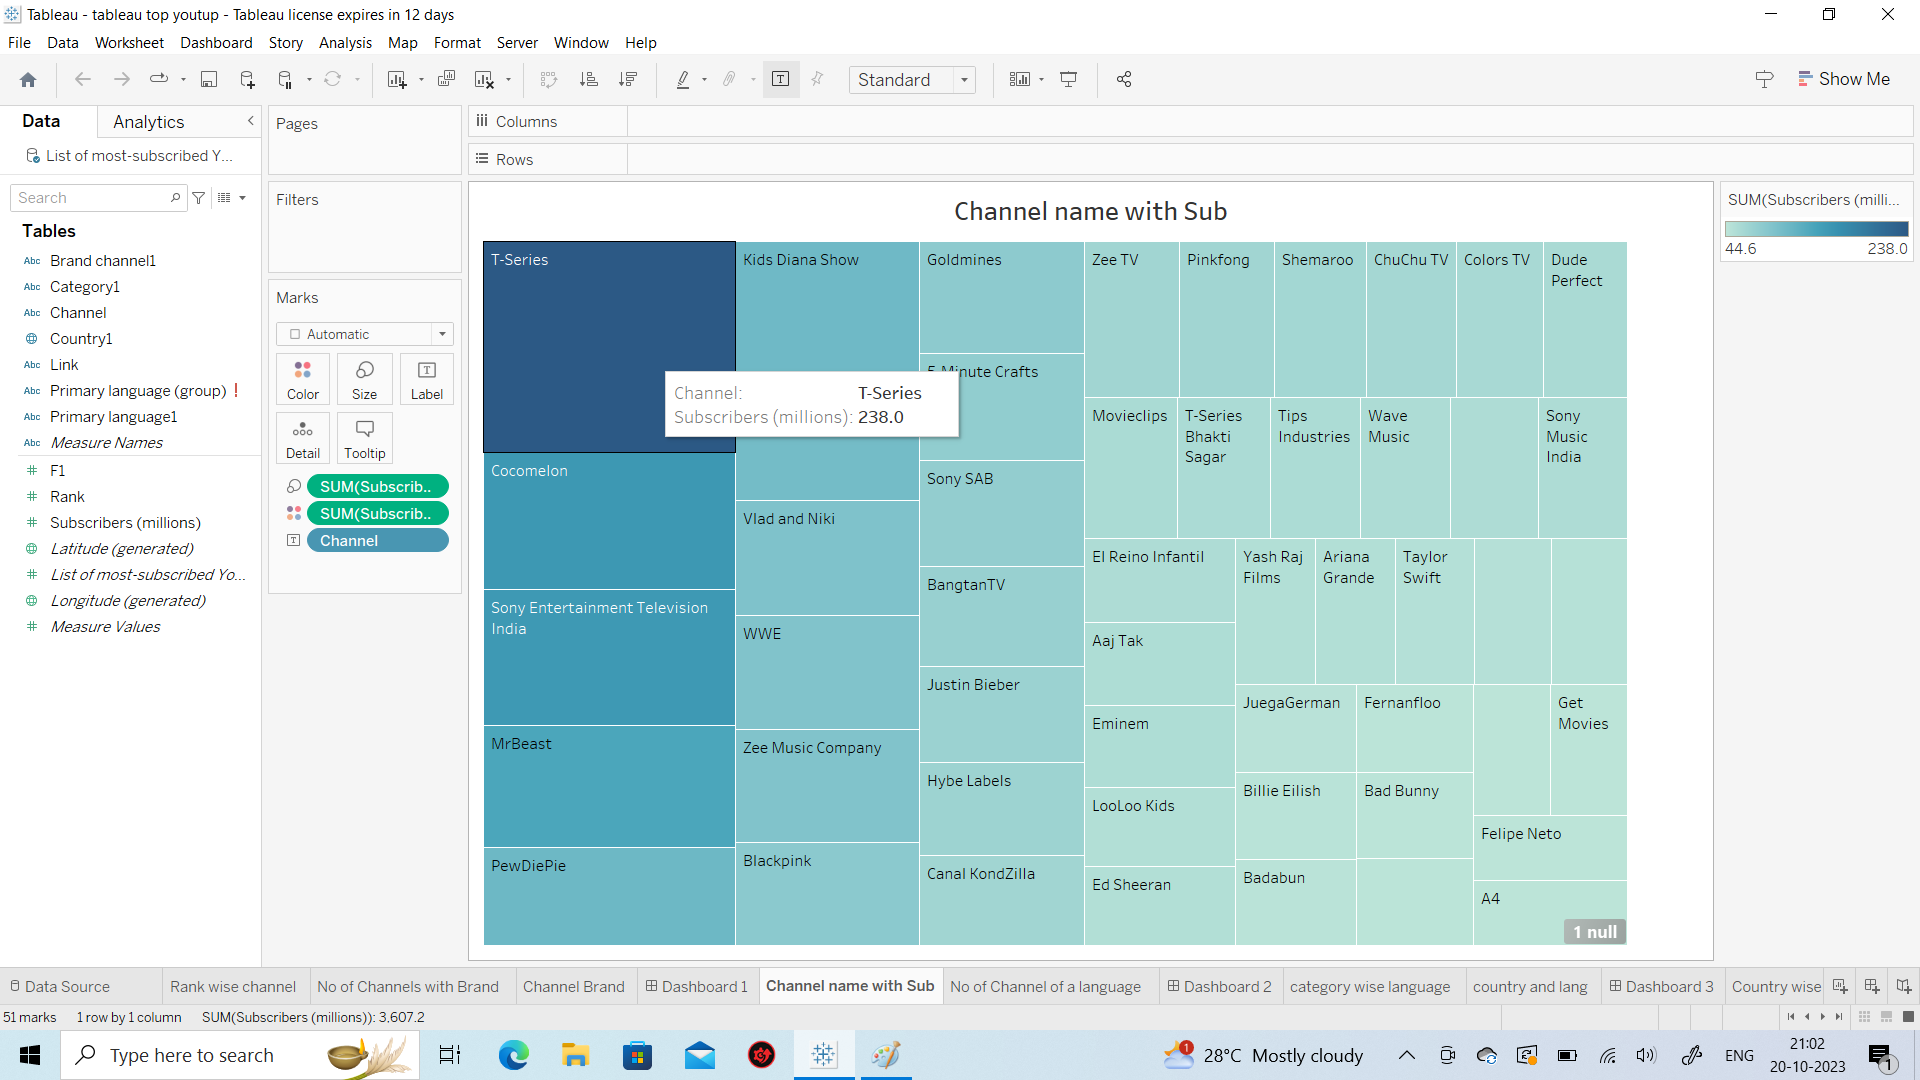 Tableau - tableau top youtup - Tableau license expires in 12 days
File Data Worksheet Dashboard Story Analysis Map Format Server Window Help
Standard
Show Me
Data
Analytics
Pages
Columns
List of most-subscribed Y...
Rows
Search
Filters
Tables
Abc Brand channel1
Abc Category1
Abc Channel
Country1
Abc Link
Abc Primary language (group) !
Abc Primary language1
Abc Measure Names
F1
Rank
Subscribers (millions)
Latitude (generated)
List of most-subscribed Yo...
Longitude (generated)
Measure Values
Marks
Automatic
Color
Size
Label
Detail
Tooltip
SUM(Subscrib..
SUM(Subscrib..
Channel
Channel name with Sub
T-Series
Cocomelon
Sony Entertainment Television
India
MrBeast
PewDiePie
Kids Diana Show
Vlad and Niki
WWE
Zee Music Company
Blackpink
Goldmines
5-Minute Crafts
Sony SAB
BangtanTV
Justin Bieber
Hybe Labels
Canal KondZilla
Channel: T-Series
Subscribers (millions): 238.0
Zee TV
Pinkfong
Shemaroo
ChuChu TV
Colors TV
Dude
Perfect
Movieclips
T-Series
Bhakti
Sagar
Tips
Industries
Wave
Music
Sony
Music
India
El Reino Infantil
Aaj Tak
Eminem
LooLoo Kids
Ed Sheeran
Yash Raj
Films
Ariana
Grande
Taylor
Swift
JuegaGerman
Fernanfloo
Get
Movies
Billie Eilish
Bad Bunny
Badabun
Felipe Neto
A4
1 null
SUM(Subscribers (milli...
44.6 238.0
Data Source
Rank wise channel
No of Channels with Brand
Channel Brand
Dashboard 1
Channel name with Sub
No of Channel of a language
Dashboard 2
category wise language
country and lang
Dashboard 3
Country wise
51 marks 1 row by 1 column SUM(Subscribers (millions)): 3,607.2
Type here to search
1
28°C Mostly cloudy
ENG
21:02
20-10-2023
1